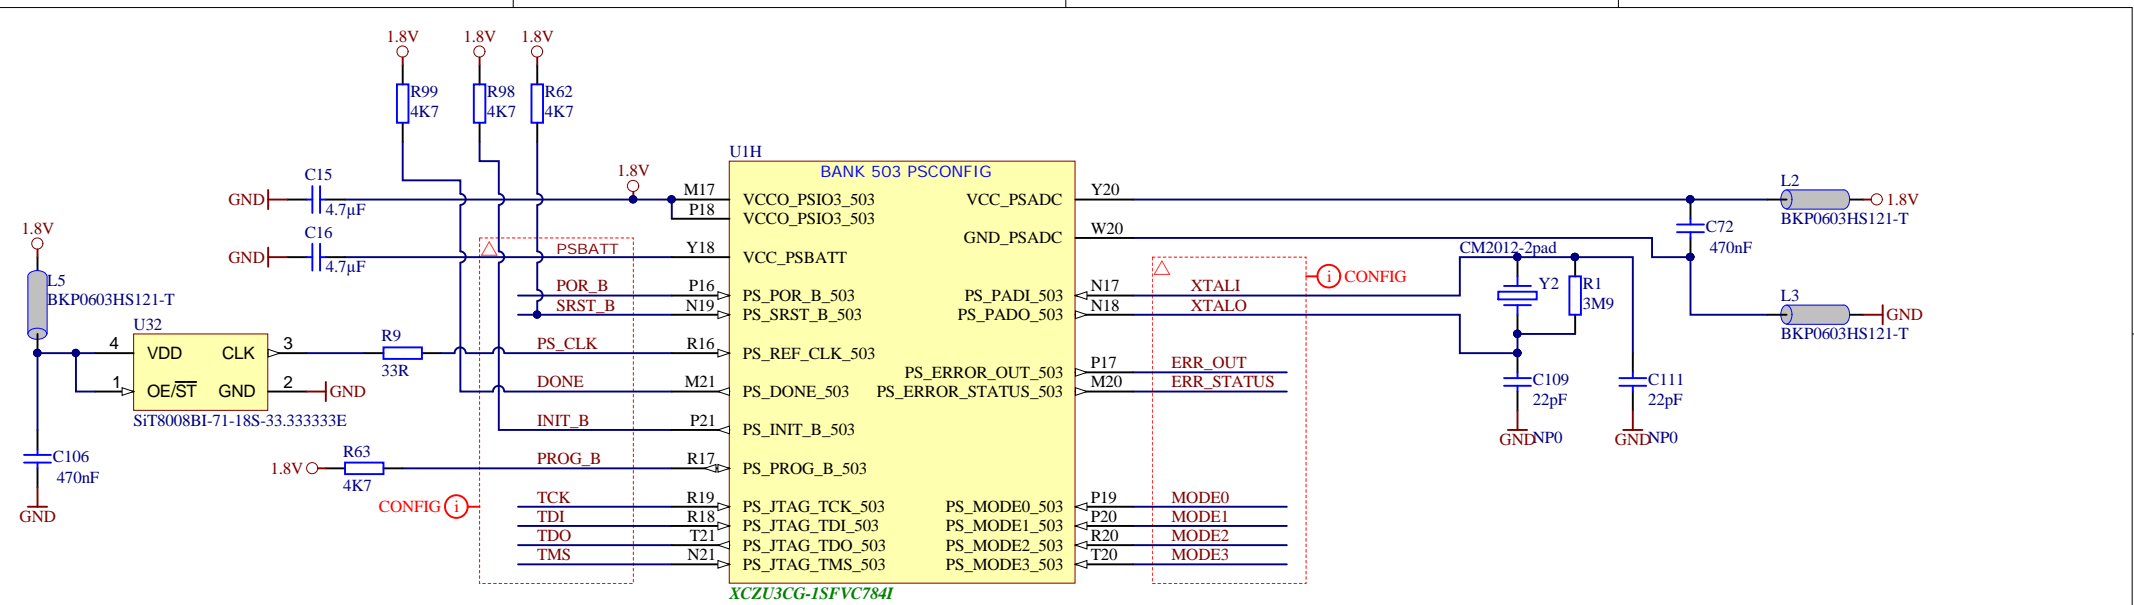 1.8V 1.8V 1.8V
R99 R98 R62
4K7 4K7 4K7
U1H
BANK 503 PSCONFIG
C15
4.7µF
GND
1.8V
M17 VCCO_PSIO3_503
P18 VCCO_PSIO3_503
C16
4.7µF
GND
PSBATT
Y18 VCC_PSBATT
POR_B P16 PS_POR_B_503
SRST_B N19 PS_SRST_B_503
1.8V
L5
BKP0603HS121-T
U32
4 VDD CLK 3
1 OE/ST GND 2
GND
SiT8008BI-71-18S-33.333333E
R9
33R
PS_CLK R16 PS_REF_CLK_503
DONE M21 PS_DONE_503
INIT_B P21 PS_INIT_B_503
C106
470nF
GND
1.8V
R63
4K7
PROG_B R17 PS_PROG_B_503
CONFIG i
TCK R19 PS_JTAG_TCK_503
TDI R18 PS_JTAG_TDI_503
TDO T21 PS_JTAG_TDO_503
TMS N21 PS_JTAG_TMS_503
XCZU3CG-1SFVC784I
VCC_PSADC Y20
GND_PSADC W20
PS_PADI_503 N17 XTALI
PS_PADO_503 N18 XTALO
PS_ERROR_OUT_503 P17 ERR_OUT
PS_ERROR_STATUS_503 M20 ERR_STATUS
PS_MODE0_503 P19 MODE0
PS_MODE1_503 P20 MODE1
PS_MODE2_503 R20 MODE2
PS_MODE3_503 T20 MODE3
i CONFIG
CM2012-2pad
Y2
R1
3M9
C109
22pF
GND NP0
C111
22pF
GND NP0
C72
470nF
L2
1.8V
BKP0603HS121-T
L3
GND
BKP0603HS121-T